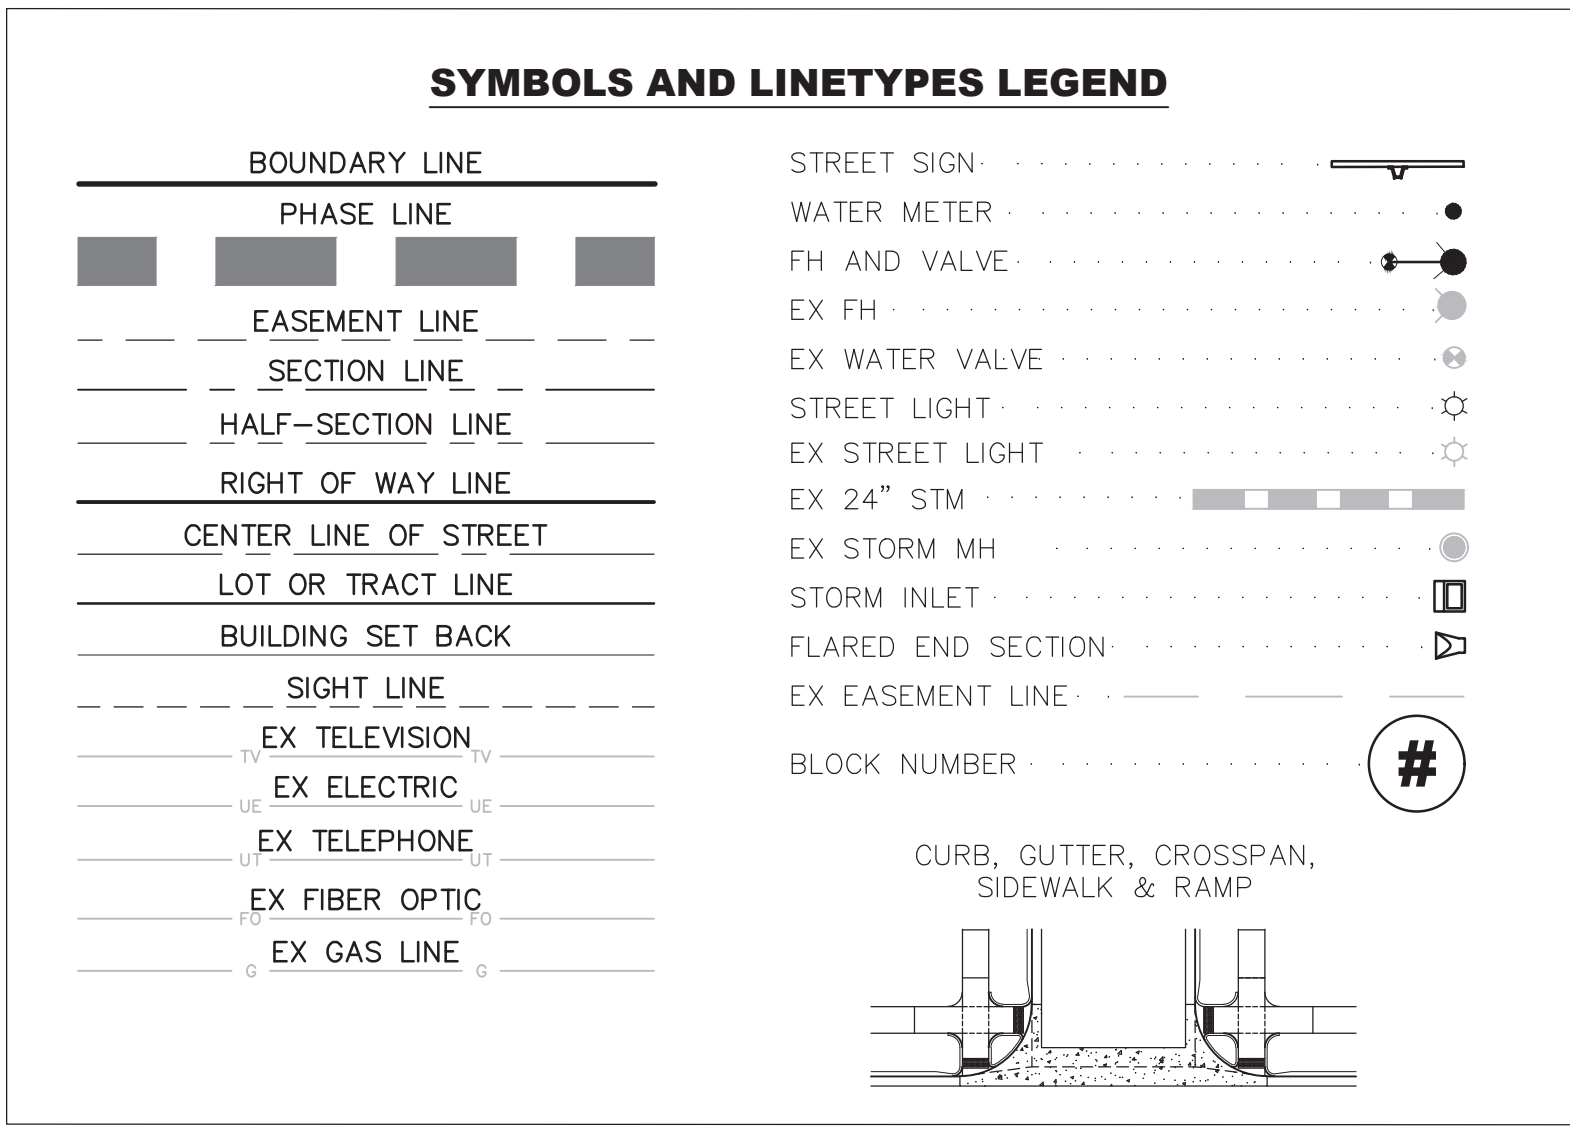 SYMBOLS AND LINETYPES LEGEND
BOUNDARY LINE
PHASE LINE
EASEMENT LINE
SECTION LINE
HALF-SECTION LINE
RIGHT OF WAY LINE
CENTER LINE OF STREET
LOT OR TRACT LINE
BUILDING SET BACK
SIGHT LINE
EX TELEVISION
TV TV
EX ELECTRIC
UE UE
EX TELEPHONE
UT UT
EX FIBER OPTIC
FO FO
EX GAS LINE
G G
STREET SIGN
WATER METER
FH AND VALVE
EX FH
EX WATER VALVE
STREET LIGHT
EX STREET LIGHT
EX 24” STM
EX STORM MH
STORM INLET
FLARED END SECTION
EX EASEMENT LINE
BLOCK NUMBER #
CURB, GUTTER, CROSSPAN,
SIDEWALK & RAMP